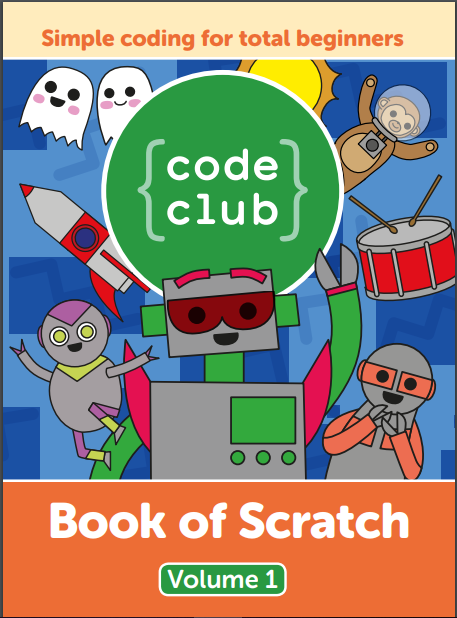 Simple coding for total beginners
{code
club}
Book of Scratch
Volume 1